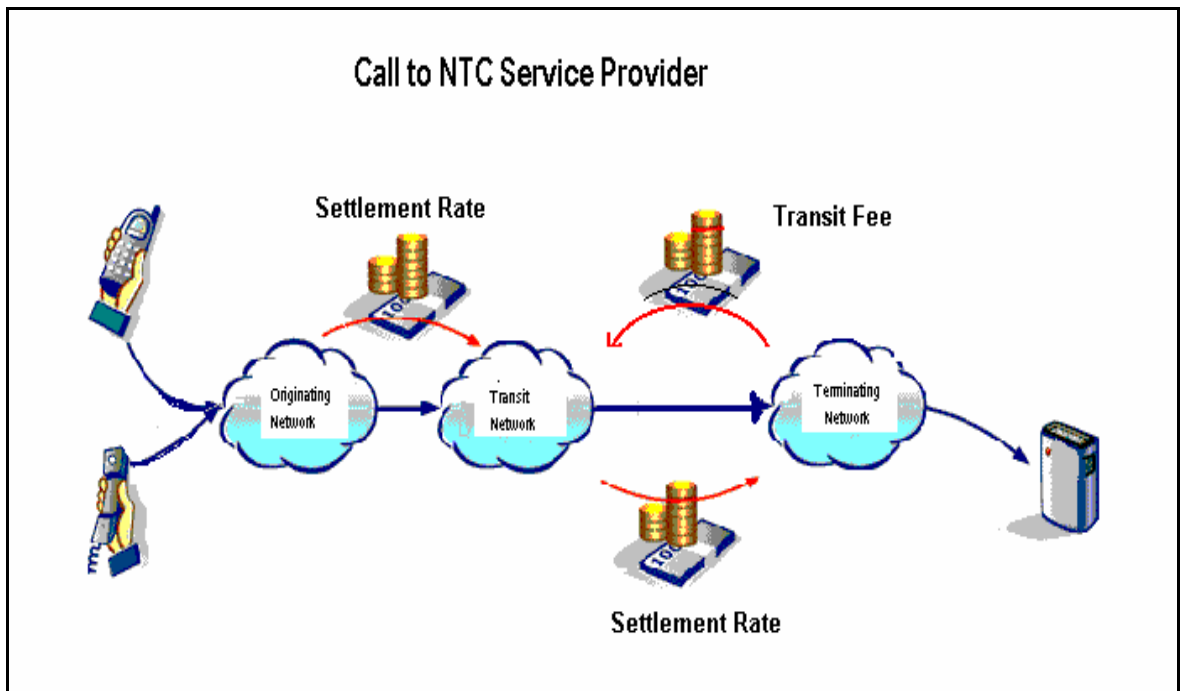 Call to NTC Service Provider
Settlement Rate
Transit Fee
Originating
Network
Transit
Network
Terminating
Network
Settlement Rate